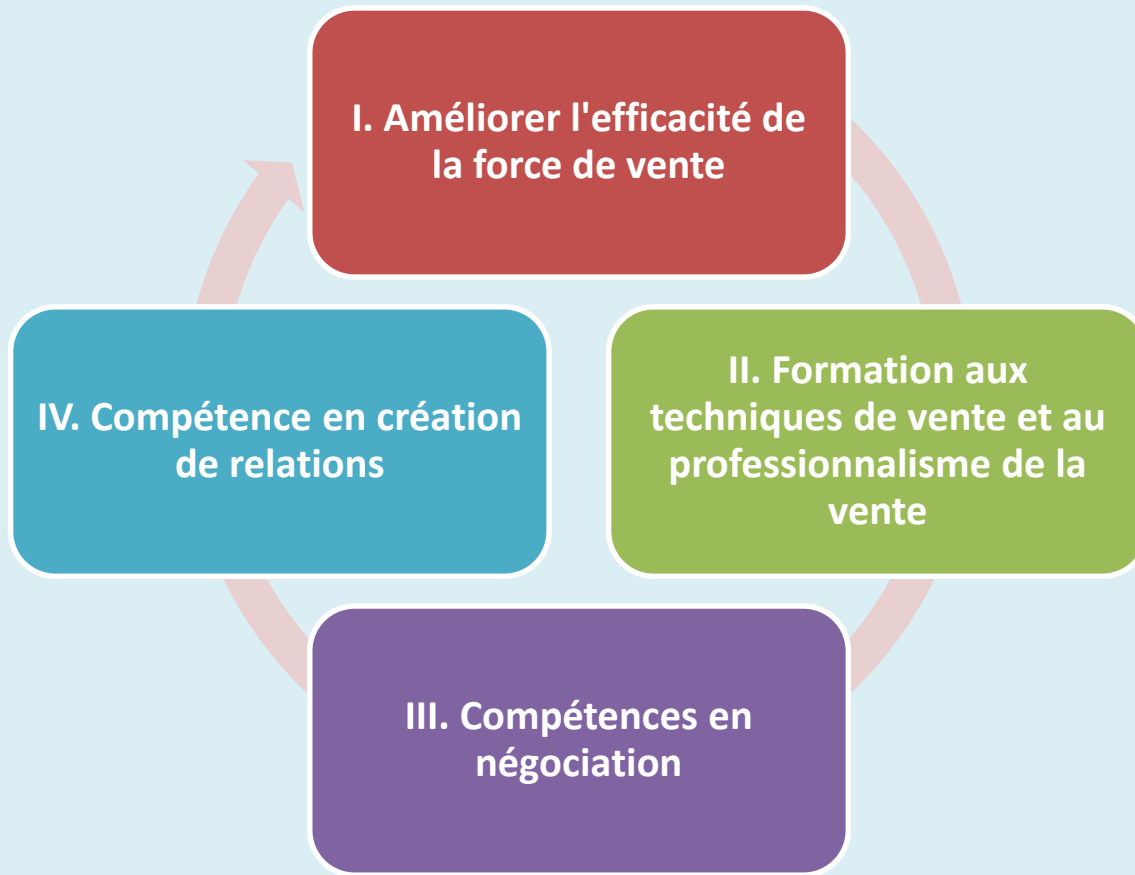 I. Améliorer l'efficacité de
la force de vente
II. Formation aux
techniques de vente et au
professionnalisme de la
vente
III. Compétences en
négociation
IV. Compétence en création
de relations